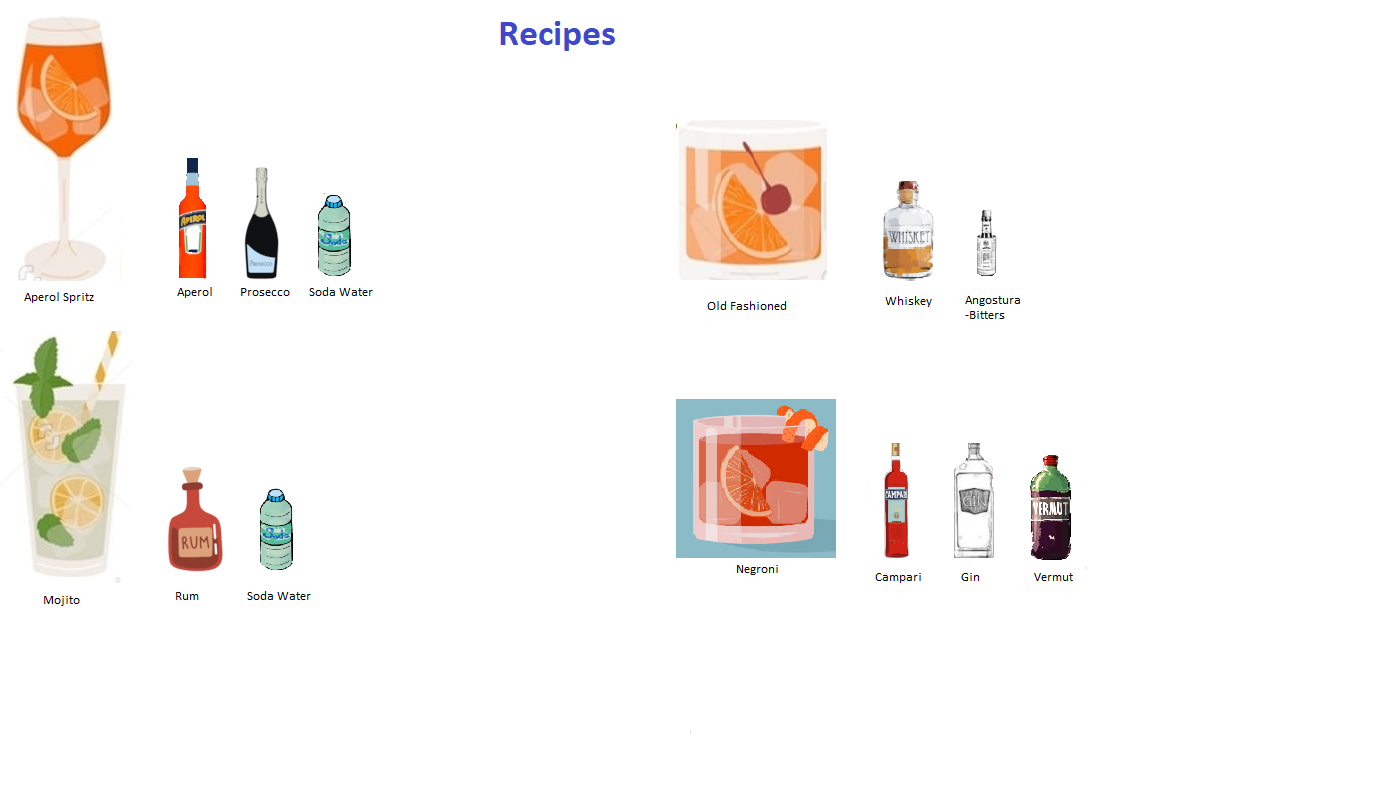 Recipes
APEROL
PROSECCO
Soda
Aperol Spritz
Aperol
Prosecco
Soda Water
WHISKEY
Old Fashioned
Whiskey
Angostura
-Bitters
RUM
Soda
Mojito
Rum
Soda Water
CAMPARI
GIN
VERMUT
Negroni
Campari
Gin
Vermut